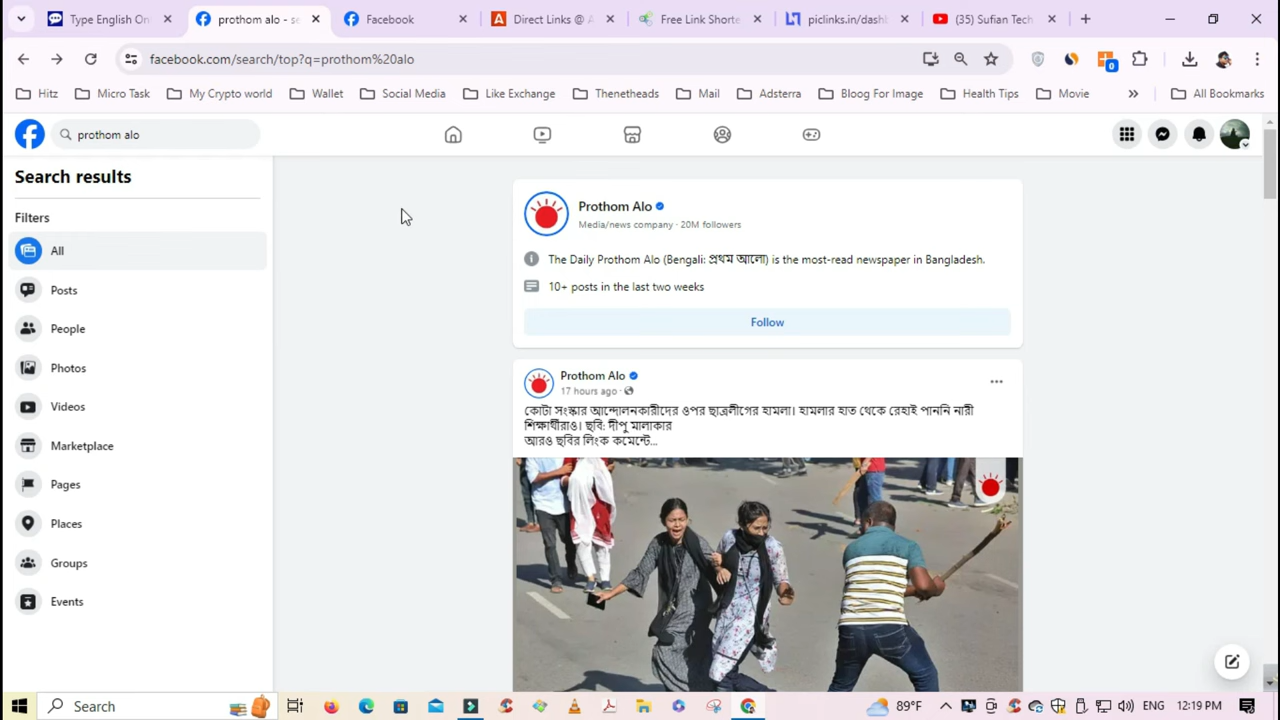 Type English On
prothom alo - se
Facebook
Direct Links @ A
Free Link Shorte
piclinks.in/dashb
(35) Sufian Tech
facebook.com/search/top?q=prothom%20alo
0
Hitz
Micro Task
My Crypto world
Wallet
Social Media
Like Exchange
Thenetheads
Mail
Adsterra
Bloog For Image
Health Tips
Movie
All Bookmarks
prothom alo
Search results
Filters
All
Posts
People
Photos
Videos
Marketplace
Pages
Places
Groups
Events
Prothom Alo
Media/news company · 20M followers
The Daily Prothom Alo (Bengali: প্রথম আলো) is the most-read newspaper in Bangladesh.
10+ posts in the last two weeks
Follow
Prothom Alo
17 hours ago ·
কোটা সংস্কার আন্দোলনকারীদের ওপর ছাত্রলীগের হামলা। হামলার হাত থেকে রেহাই পাননি নারী
শিক্ষার্থীরাও। ছবি: দীপু মালাকার
আরও ছবির লিংক কমেন্টে...
Search
89°F
ENG
12:19 PM